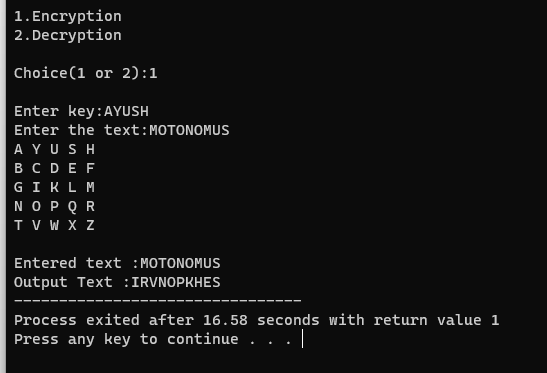 1.Encryption
2.Decryption
Choice(1 or 2):1
Enter key:AYUSH
Enter the text:MOTONOMUS
A Y U S H
B C D E F
G I K L M
N O P Q R
T V W X Z
Entered text :MOTONOMUS
Output Text :IRVNOPKHES
--------------------------------
Process exited after 16.58 seconds with return value 1
Press any key to continue . . .